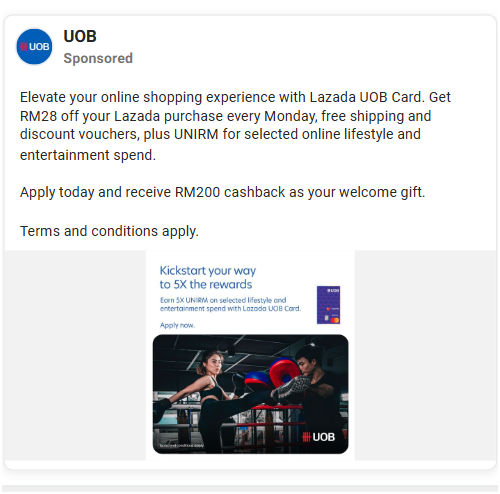 UOB
UOB
Sponsored
Elevate your online shopping experience with Lazada UOB Card. Get
RM28 off your Lazada purchase every Monday, free shipping and
discount vouchers, plus UNIRM for selected online lifestyle and
entertainment spend.
Apply today and receive RM200 cashback as your welcome gift.
Terms and conditions apply.
Kickstart your way
to 5X the rewards
Earn 5X UNIRM on selected lifestyle and
entertainment spend with Lazada UOB Card.
Apply now.
UOB
UOB